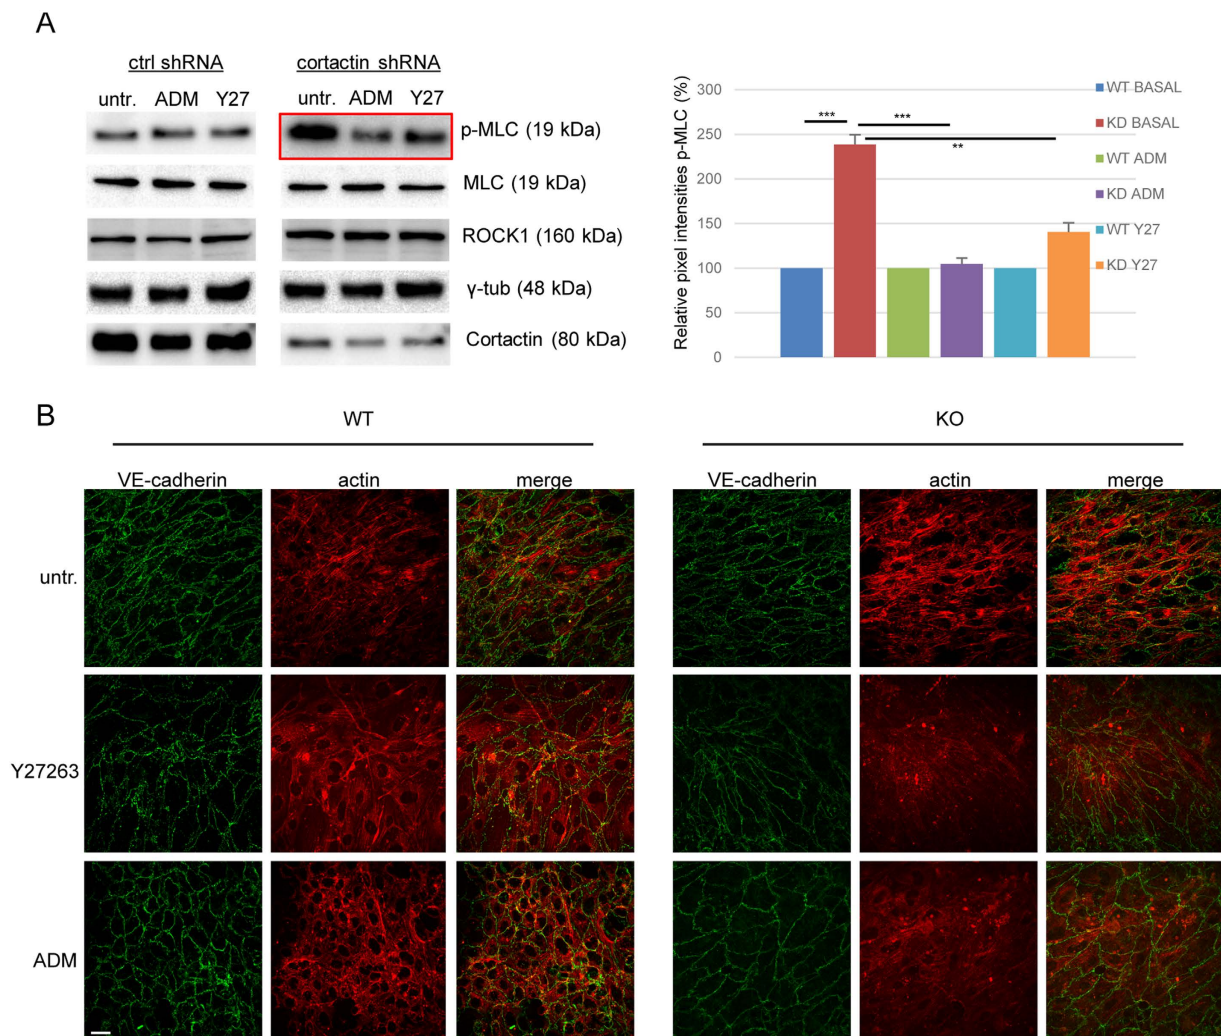 A
ctrl shRNA
cortactin shRNA
untr. ADM Y27
untr. ADM Y27
p-MLC (19 kDa)
MLC (19 kDa)
ROCK1 (160 kDa)
γ-tub (48 kDa)
Cortactin (80 kDa)
Relative pixel intensities p-MLC (%)
300
250
200
150
100
50
0
***
***
**
WT BASAL
KD BASAL
WT ADM
KD ADM
WT Y27
KD Y27
B
WT
KO
VE-cadherin actin merge
VE-cadherin actin merge
untr.
Y27263
ADM